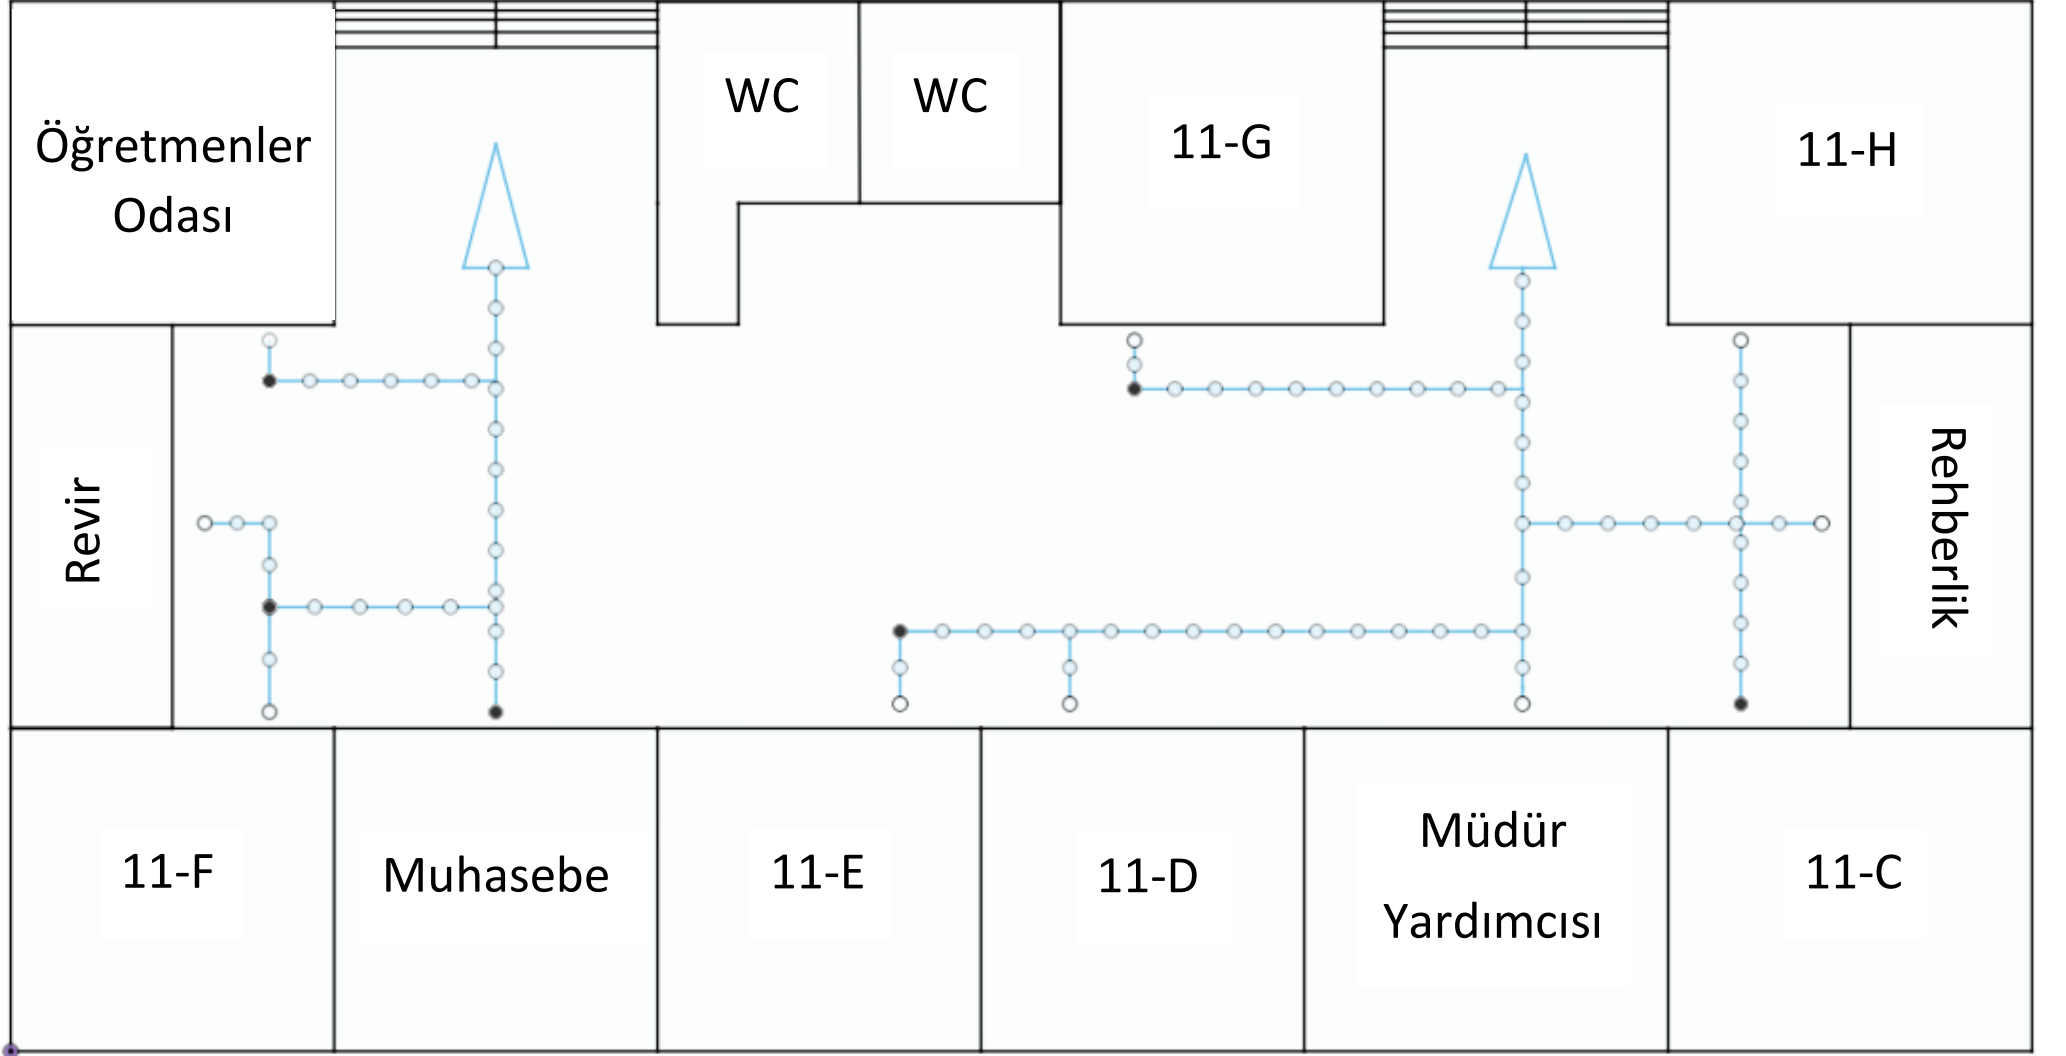 Öğretmenler
Odası
WC
WC
11-G
11-H
Revir
Rehberlik
11-F
Muhasebe
11-E
11-D
Müdür
Yardımcısı
11-C